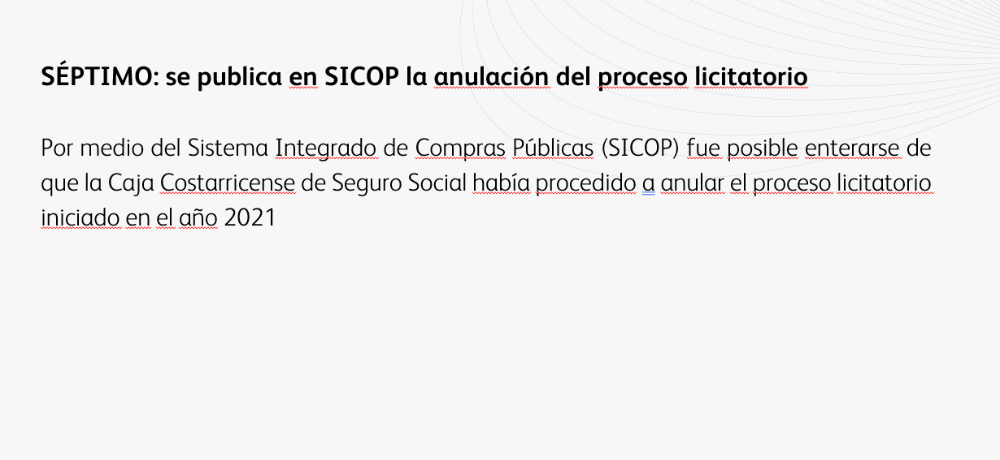 SÉPTIMO: se publica en SICOP la anulación del proceso licitatorio
Por medio del Sistema Integrado de Compras Públicas (SICOP) fue posible enterarse de
que la Caja Costarricense de Seguro Social había procedido a anular el proceso licitatorio
iniciado en el año 2021